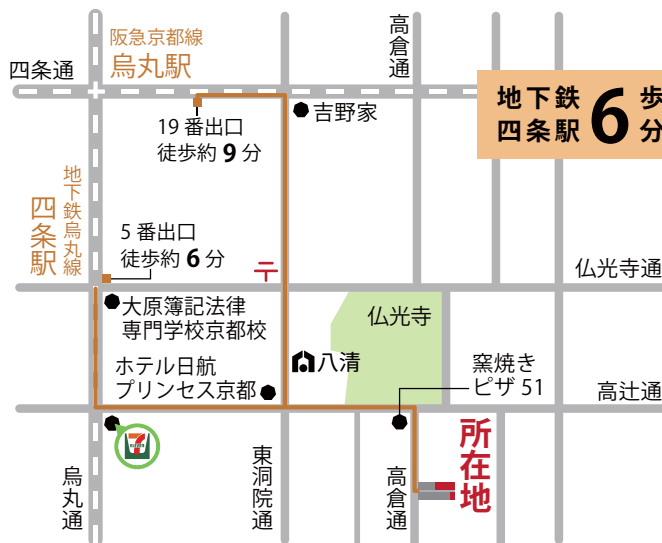 阪急京都線
烏丸駅
四条通
高倉通
地下鉄
四条駅
6
歩
分
吉野家
19 番出口
徒歩約 9 分
地下鉄烏丸線
四条駅
5 番出口
徒歩約 6 分
〒
仏光寺通
大原簿記法律
専門学校京都校
仏光寺
ホテル日航
プリンセス京都
八清
窯焼き
ピザ 51
高辻通
7
ELEVEN
烏丸通
東洞院通
高倉通
所在地